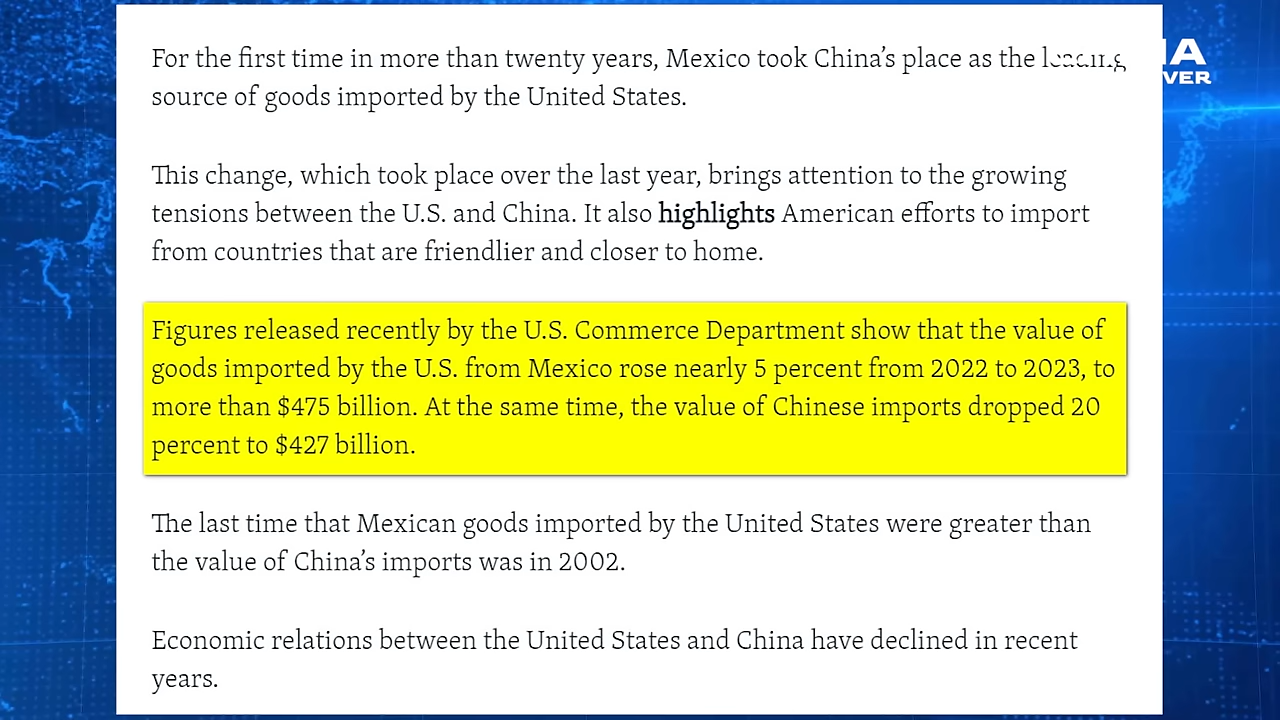 For the first time in more than twenty years, Mexico took China's place as the
source of goods imported by the United States.
This change, which took place over the last year, brings attention to the growing
tensions between the U.S. and China. It also highlights American efforts to import
from countries that are friendlier and closer to home.
Figures released recently by the U.S. Commerce Department show that the value of
goods imported by the U.S. from Mexico rose nearly 5 percent from 2022 to 2023, to
more than $475 billion. At the same time, the value of Chinese imports dropped 20
percent to $427 billion.
The last time that Mexican goods imported by the United States were greater than
the value of China's imports was in 2002.
Economic relations between the United States and China have declined in recent
years.